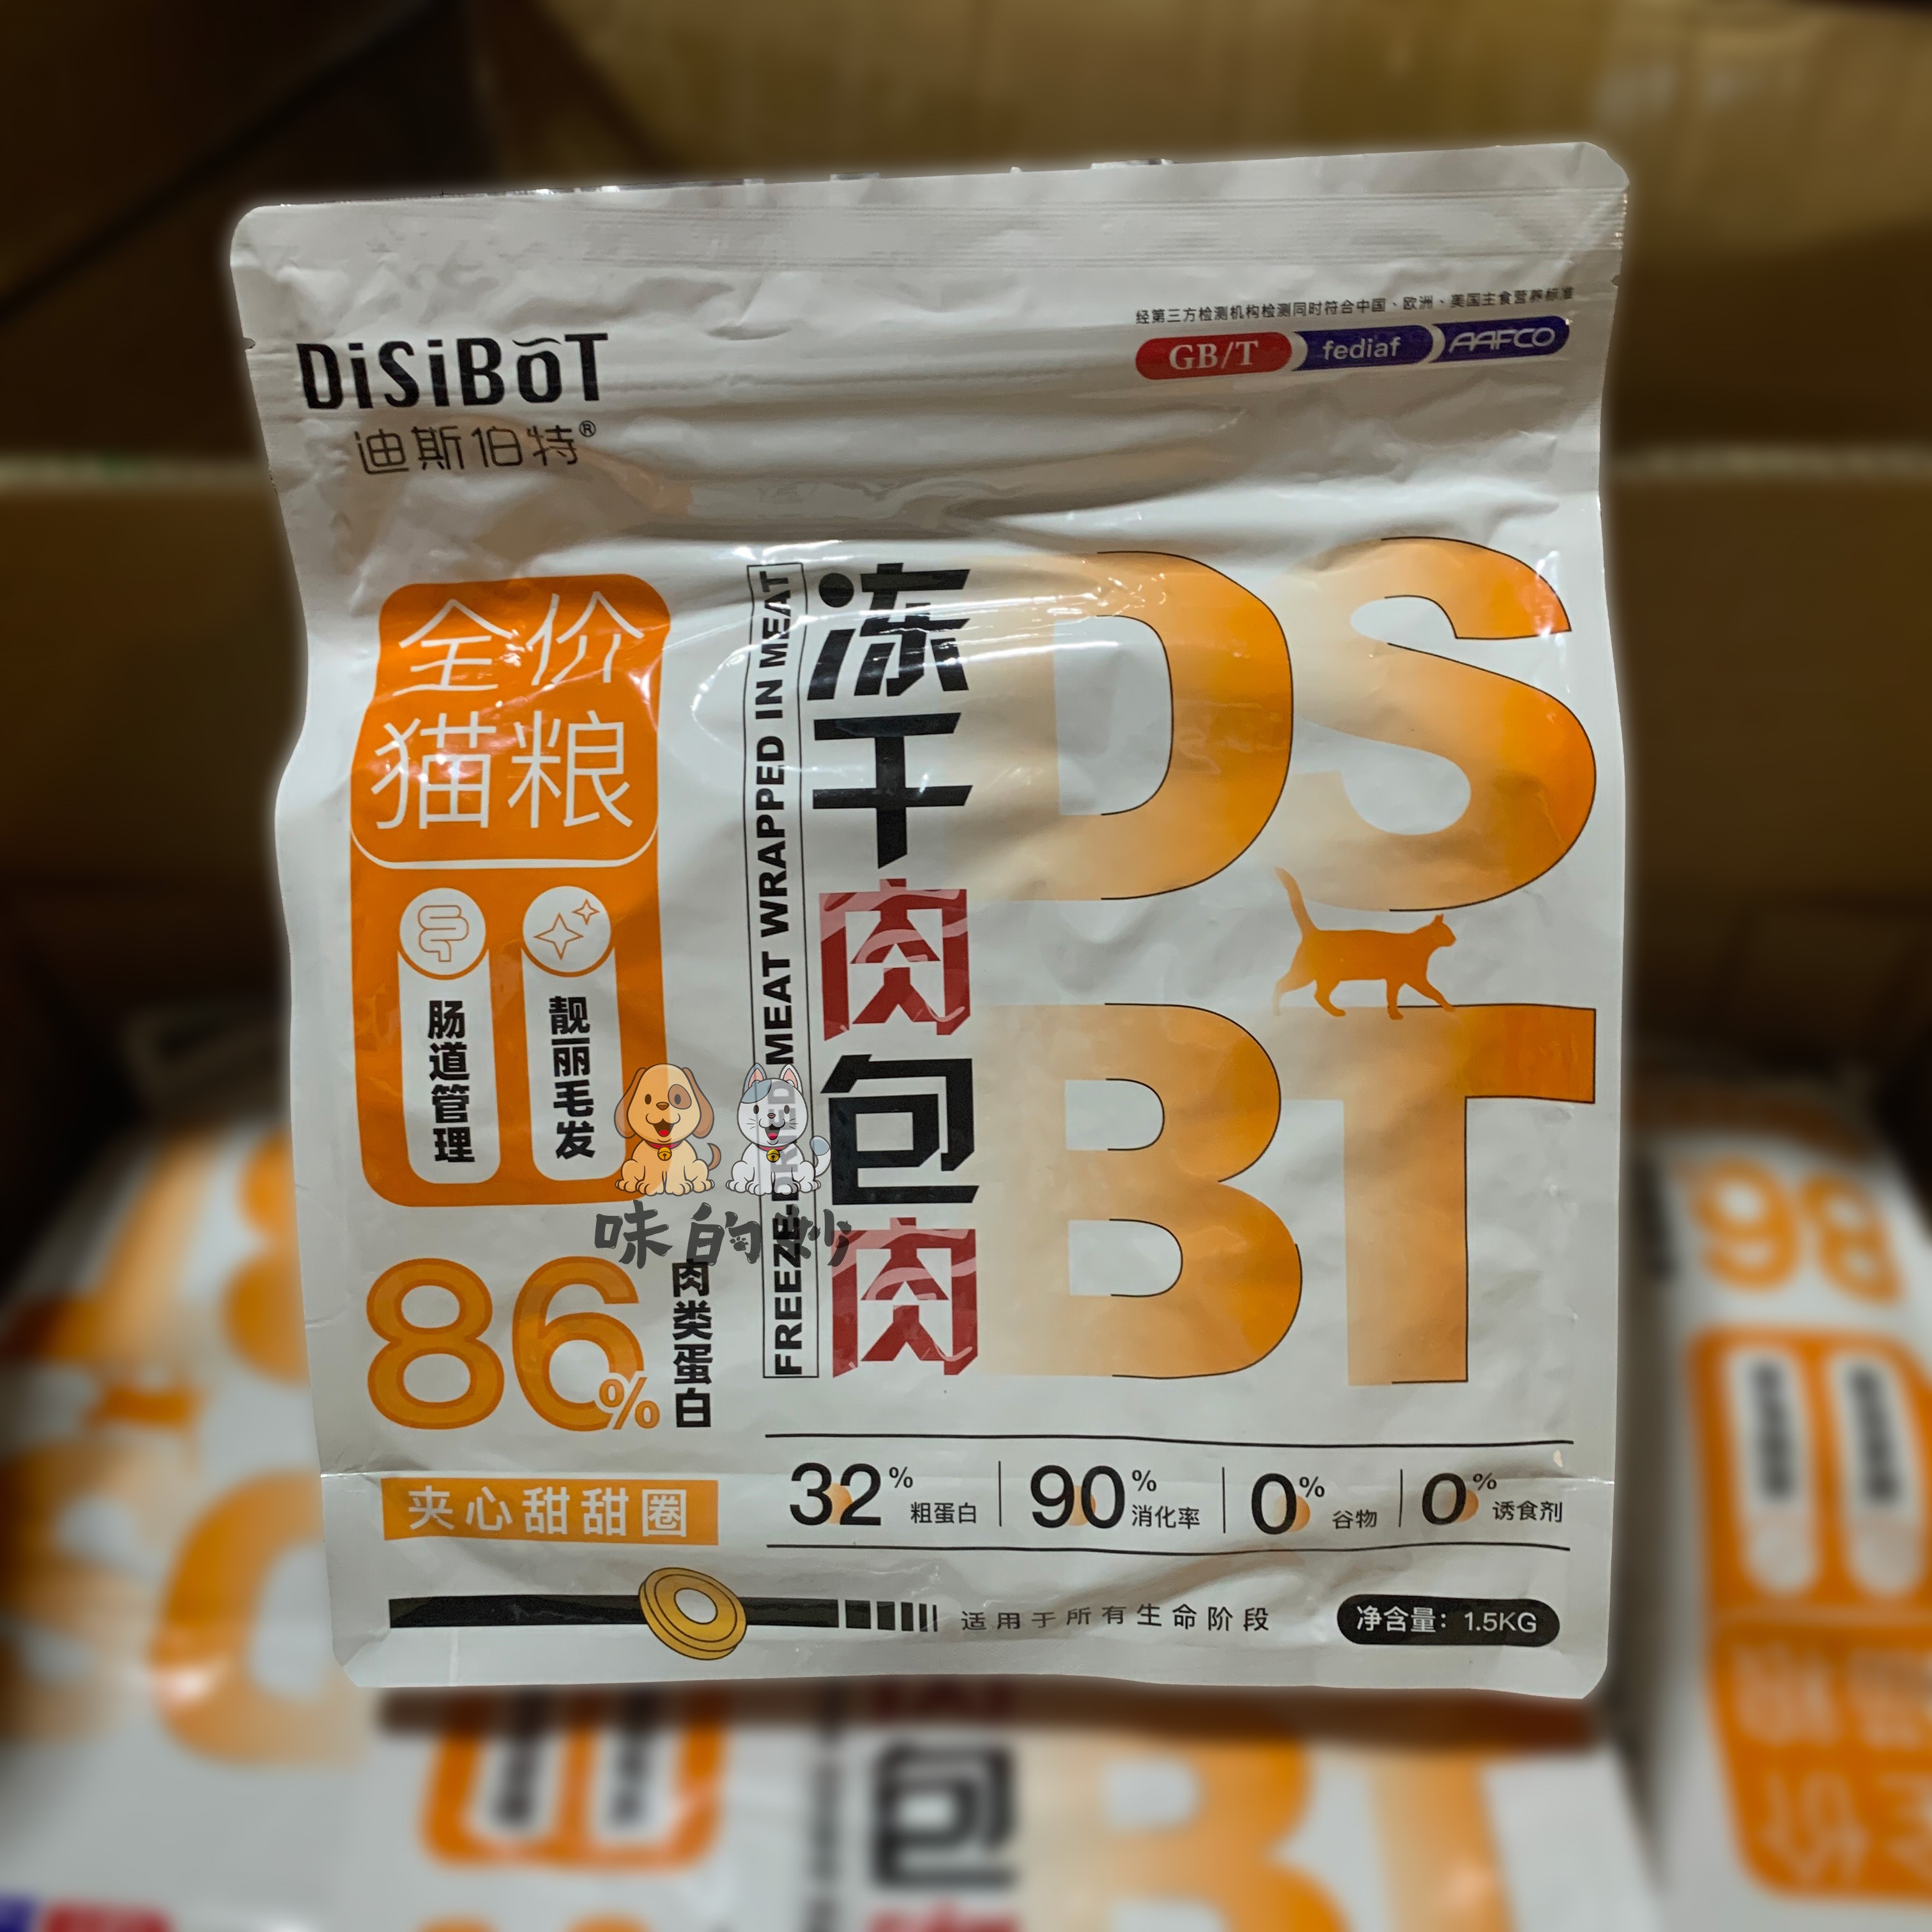 经第三方检测机构检测同时符合中国、欧洲、美国主食营养标准
GB/T fediaf AAFCO
DiSiBōT
迪斯伯特®
全价
猫粮
肠道管理
靓丽毛发
FREEZE-DRIED MEAT WRAPPED IN MEAT
冻干肉包肉
DS
BT
味的炒
86%
肉类蛋白
夹心甜甜圈
32% 粗蛋白
90% 消化率
0% 谷物
0% 诱食剂
适用于所有生命阶段
净含量：1.5KG
86
包
BT